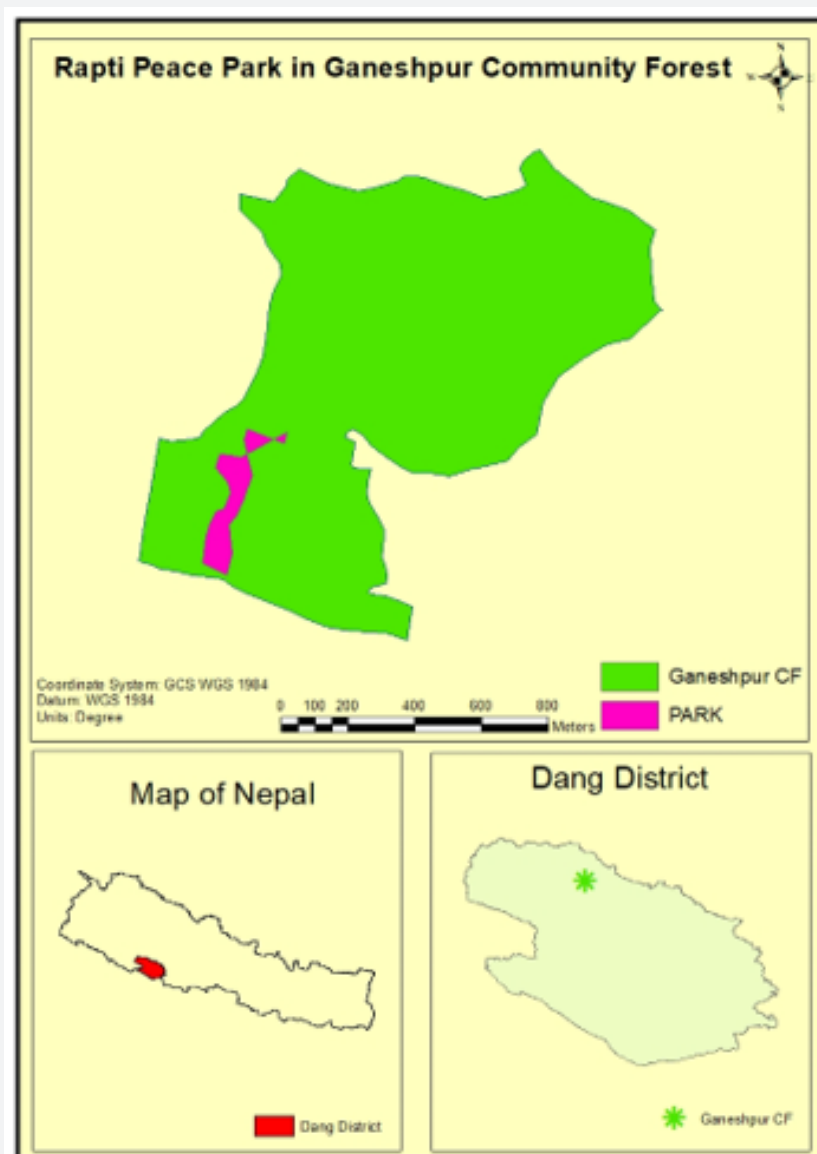 Rapti Peace Park in Ganeshpur Community Forest
N
W
E
S
Ganeshpur CF
PARK
Coordinate System: GCS WGS 1984
Datum: WGS 1984
Units: Degree
0 100 200 400 600 800
Meters
Map of Nepal
Dang District
Dang District
Ganeshpur CF